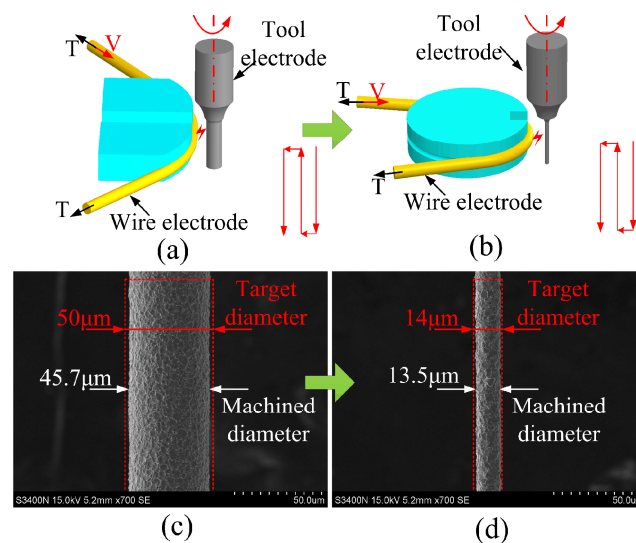 T
V
Tool
electrode
T
Wire electrode
(a)
Tool
electrode
T
V
T
Wire electrode
(b)
50μm
Target
diameter
45.7μm
Machined
diameter
S3400N 15.0kV 5.2mm x700 SE
50.0um
(c)
14μm
Target
diameter
13.5μm
Machined
diameter
S3400N 15.0kV 5.2mm x700 SE
50.0um
(d)